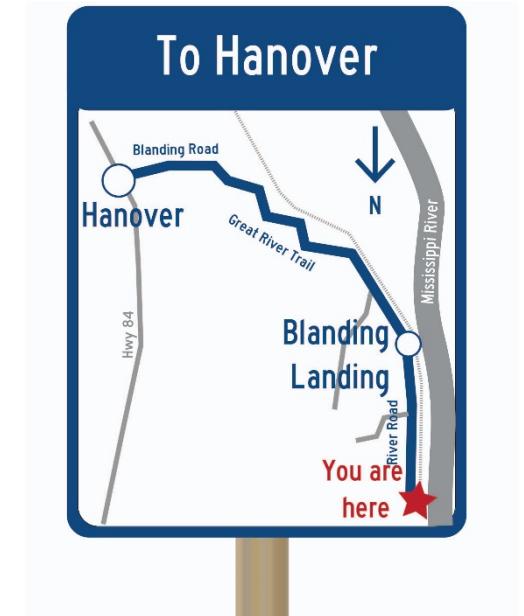 To Hanover
Blanding Road
Hanover
Great River Trail
N
Mississippi River
Hwy 84
Blanding
Landing
River Road
You are
here